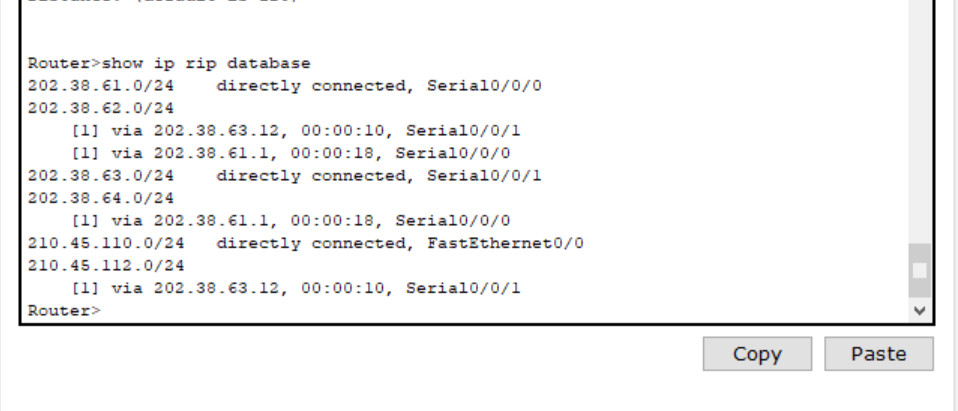 Router>show ip rip database
202.38.61.0/24    directly connected, Serial0/0/0
202.38.62.0/24
    [1] via 202.38.63.12, 00:00:10, Serial0/0/1
    [1] via 202.38.61.1, 00:00:18, Serial0/0/0
202.38.63.0/24    directly connected, Serial0/0/1
202.38.64.0/24
    [1] via 202.38.61.1, 00:00:18, Serial0/0/0
210.45.110.0/24   directly connected, FastEthernet0/0
210.45.112.0/24
    [1] via 202.38.63.12, 00:00:10, Serial0/0/1
Router>
Copy
Paste